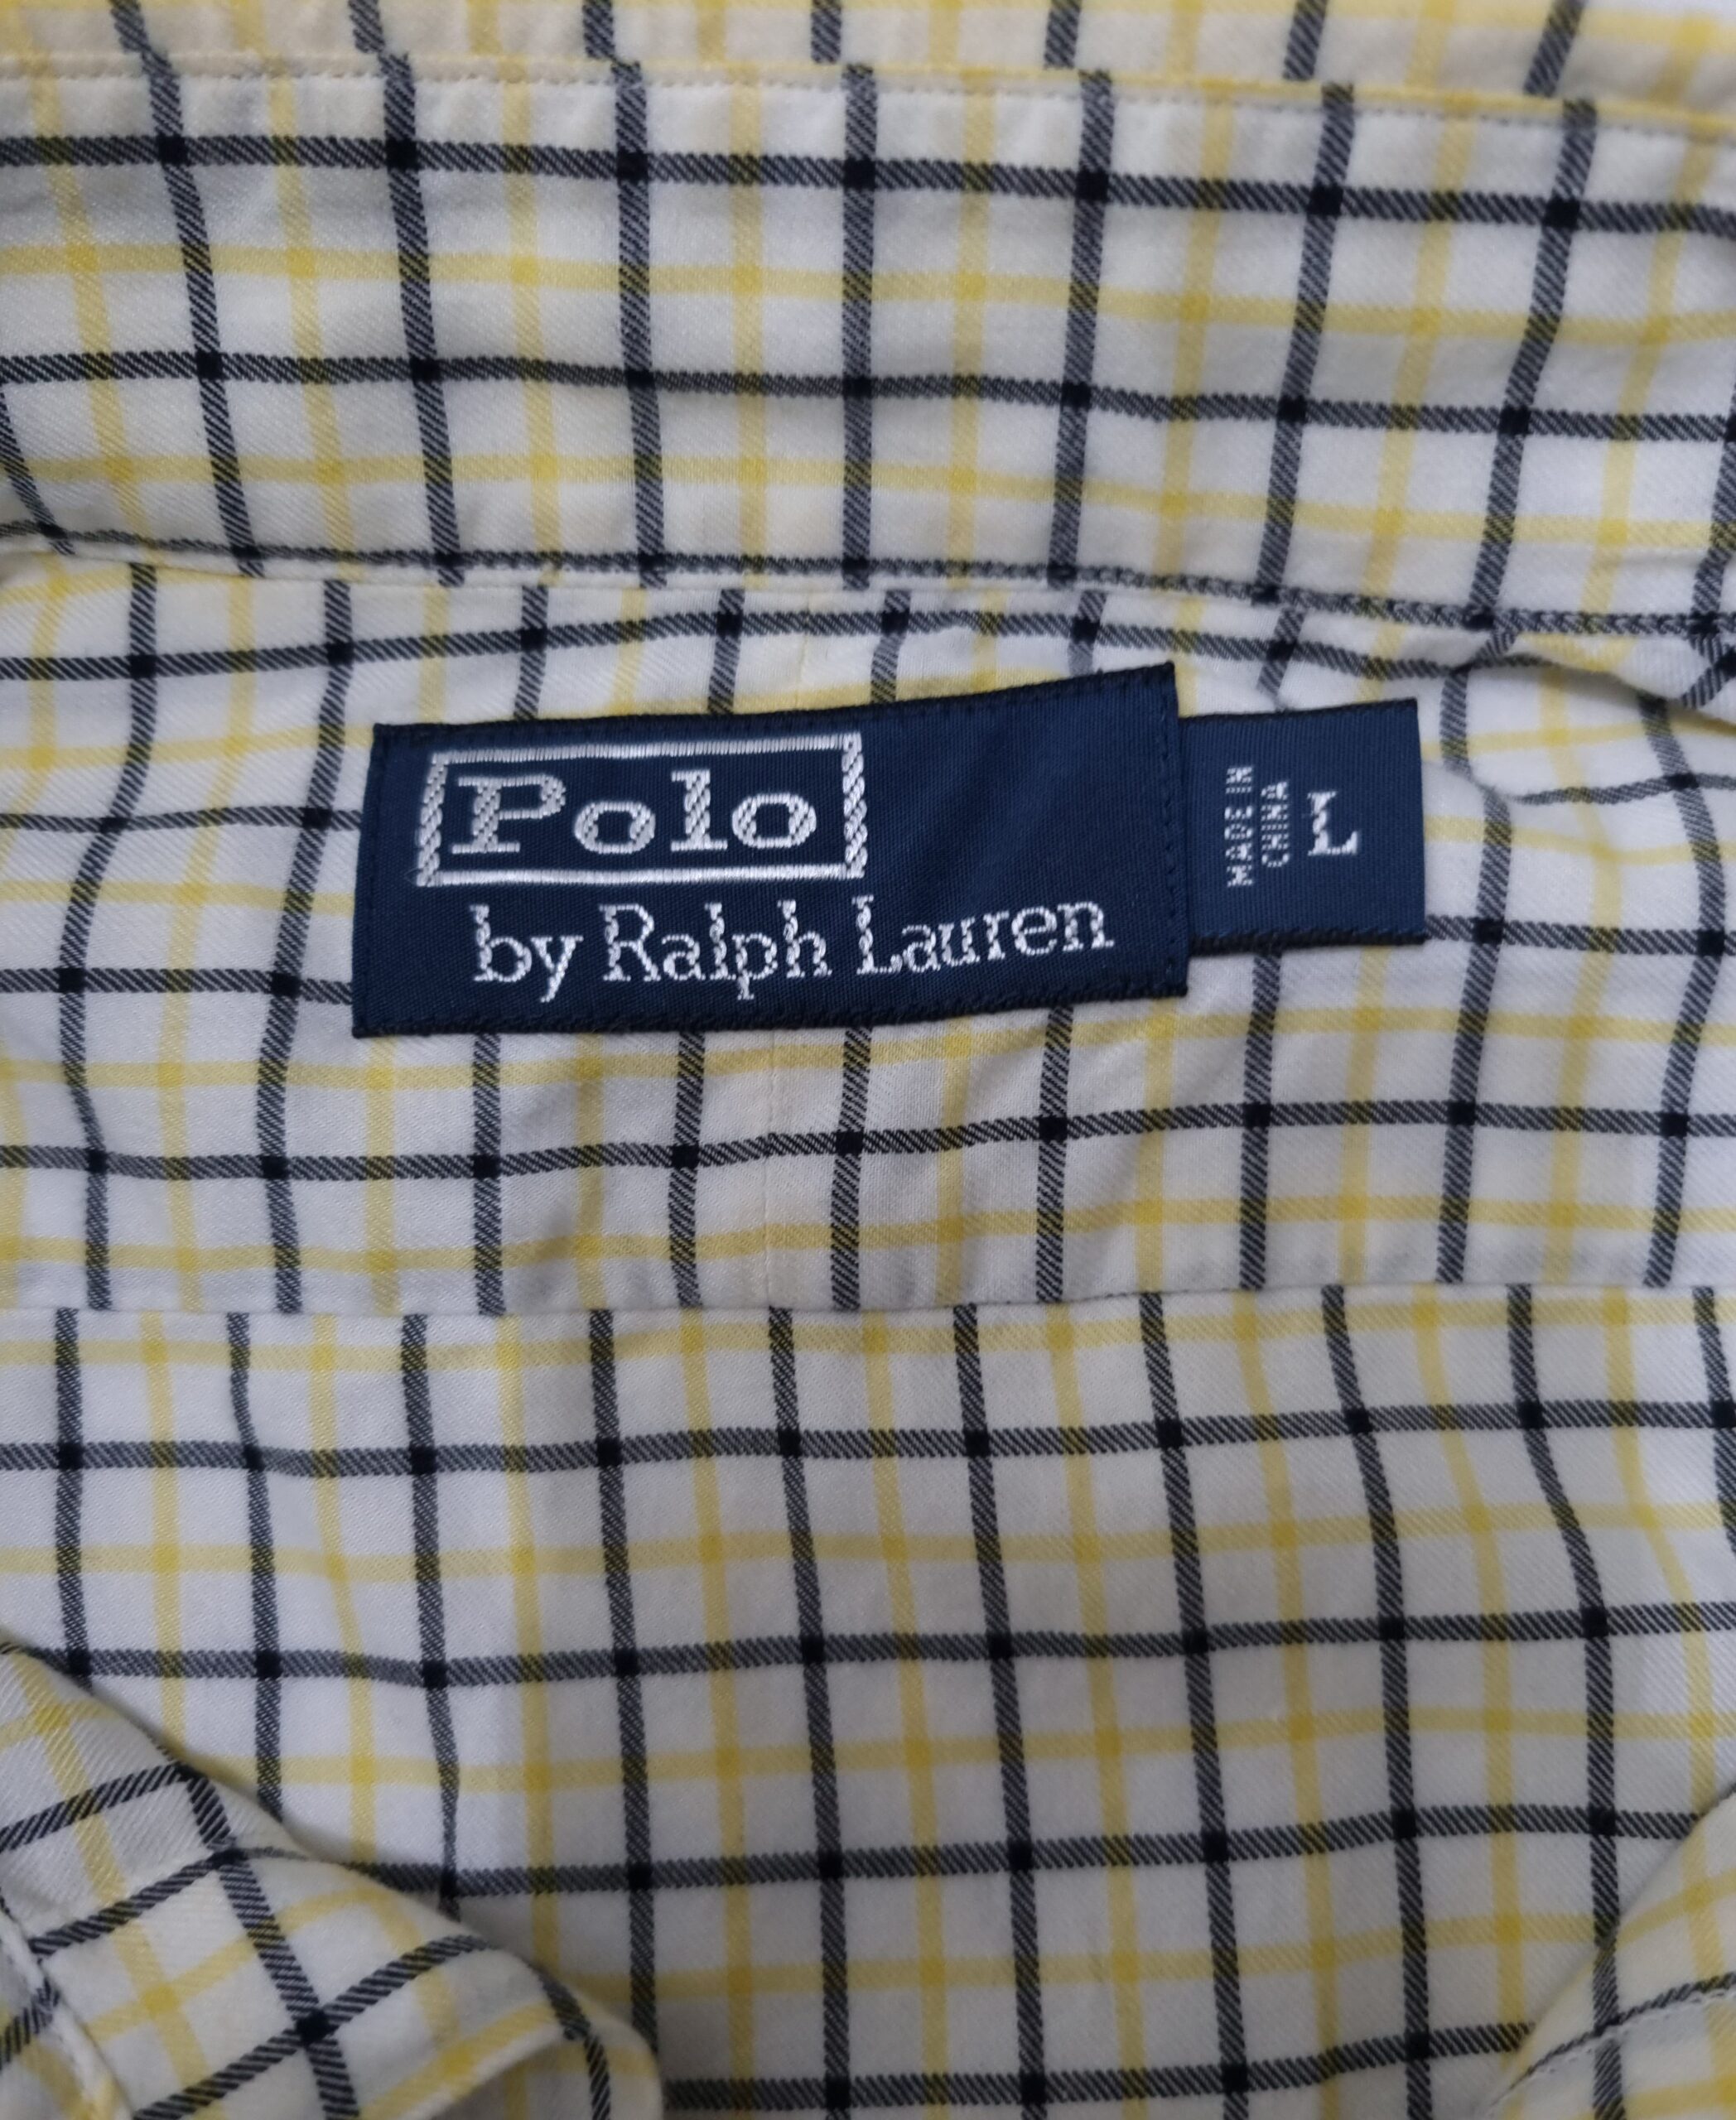 Polo
by Ralph Lauren
MADE IN
CHINA
L